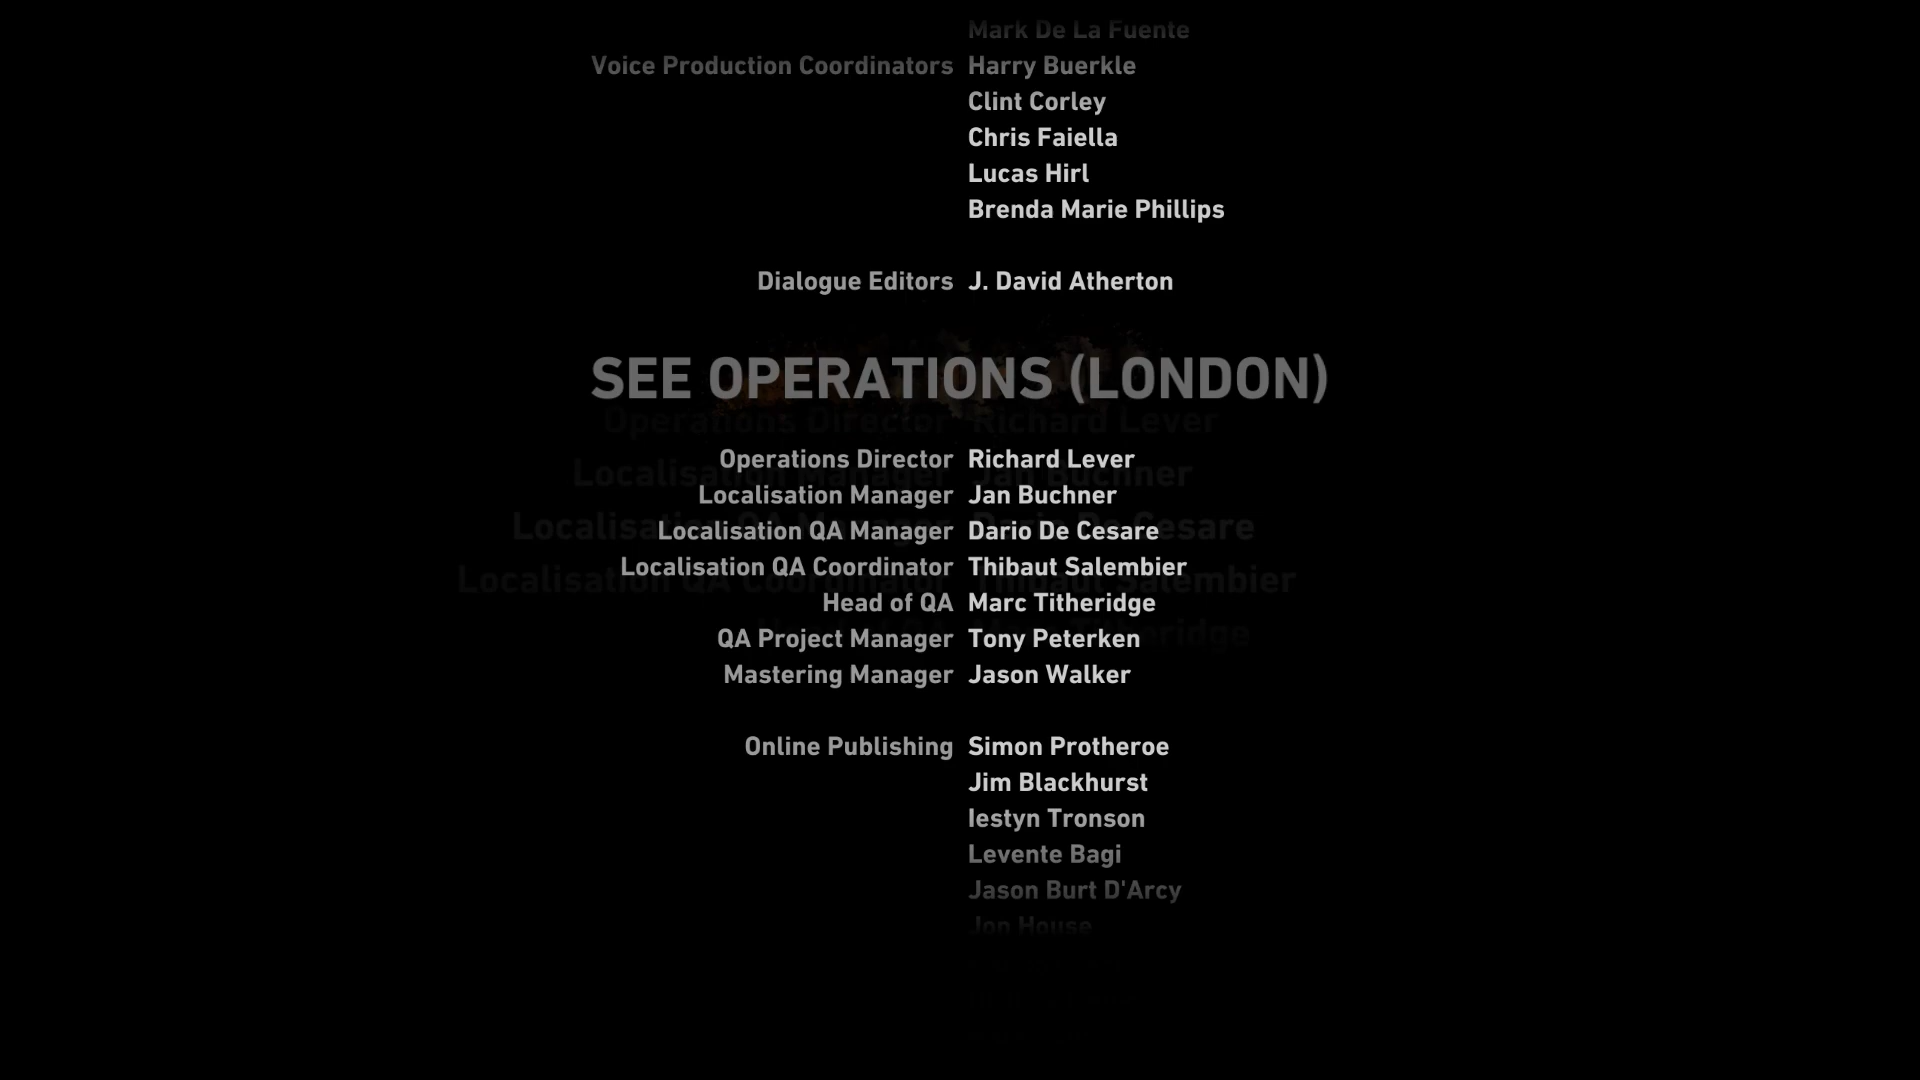 Mark De La Fuente
Voice Production Coordinators Harry Buerkle
Clint Corley
Chris Faiella
Lucas Hirl
Brenda Marie Phillips
Dialogue Editors J. David Atherton
SEE OPERATIONS (LONDON)
Operations Director Richard Lever
Localisation Manager Jan Buchner
Localisation QA Manager Dario De Cesare
Localisation QA Coordinator Thibaut Salembier
Head of QA Marc Titheridge
QA Project Manager Tony Peterken
Mastering Manager Jason Walker
Online Publishing Simon Protheroe
Jim Blackhurst
Iestyn Tronson
Levente Bagi
Jason Burt D'Arcy
Jon House